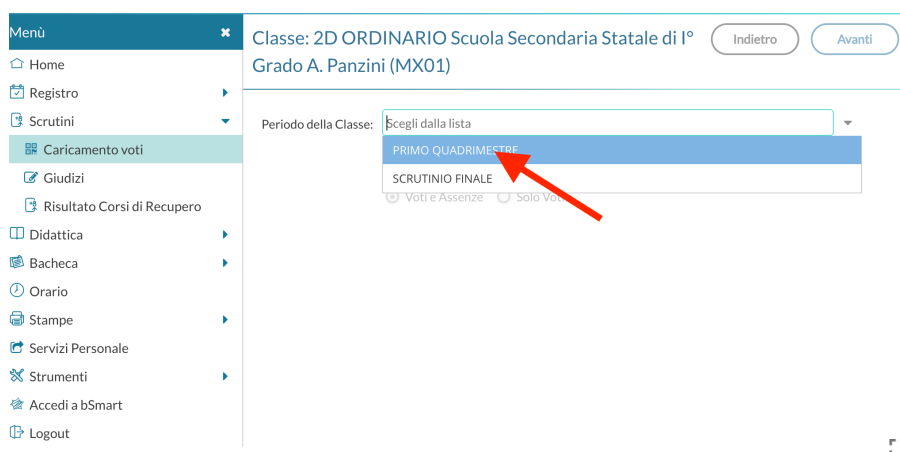 Menù
Home
Registro
Scrutini
Caricamento voti
Giudizi
Risultato Corsi di Recupero
Didattica
Bacheca
Orario
Stampe
Servizi Personale
Strumenti
Accedi a bSmart
Logout
Classe: 2D ORDINARIO Scuola Secondaria Statale di I°
Grado A. Panzini (MX01)
Indietro
Avanti
Periodo della Classe: Scegli dalla lista
PRIMO QUADRIMESTRE
SCRUTINIO FINALE
Voti e Assenze Solo Voti